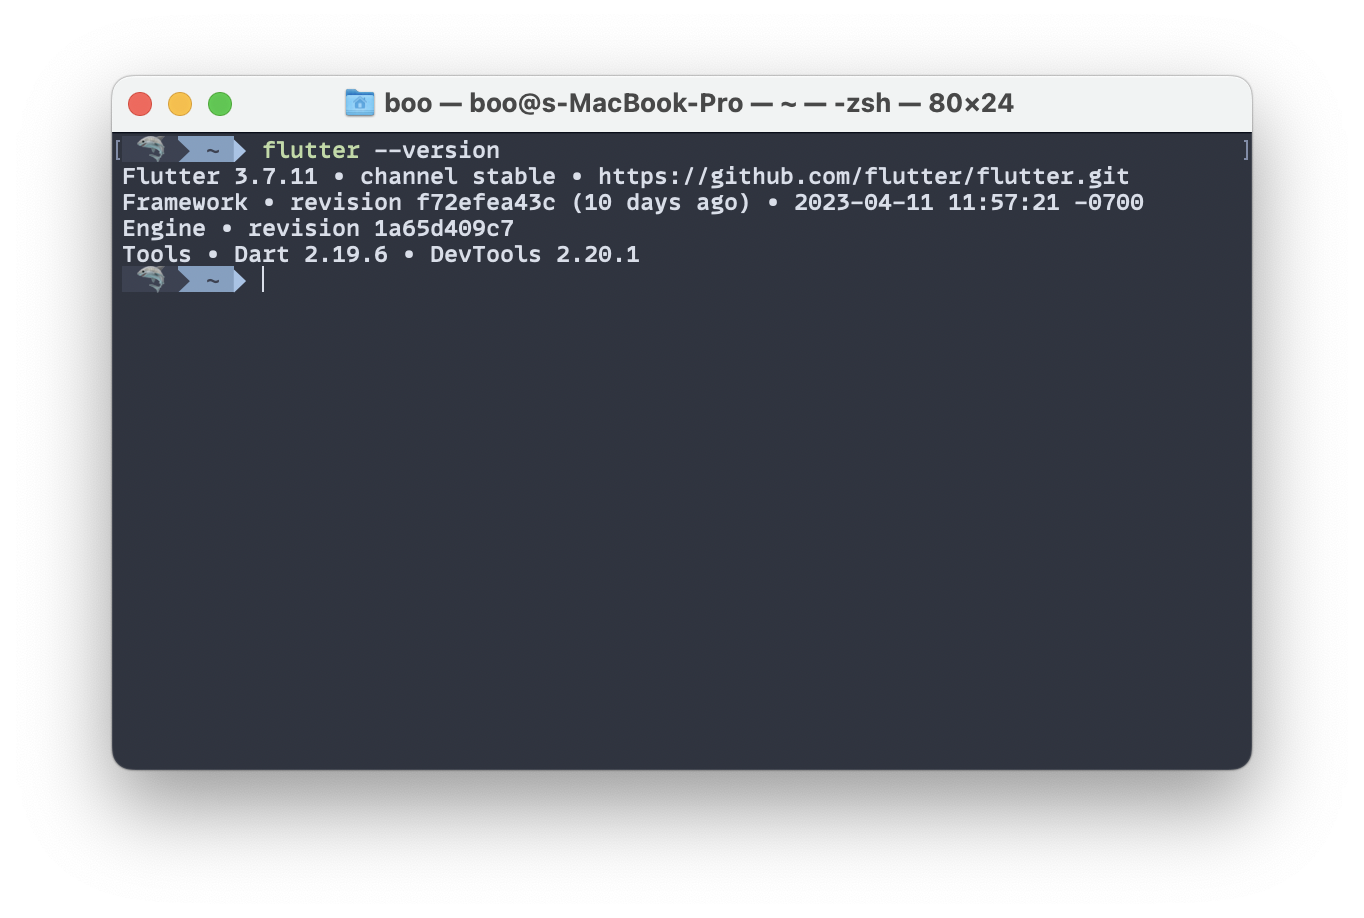 boo — boo@s-MacBook-Pro — ~ — -zsh — 80×24
~ flutter --version
Flutter 3.7.11 • channel stable • https://github.com/flutter/flutter.git
Framework • revision f72efea43c (10 days ago) • 2023-04-11 11:57:21 -0700
Engine • revision 1a65d409c7
Tools • Dart 2.19.6 • DevTools 2.20.1
~